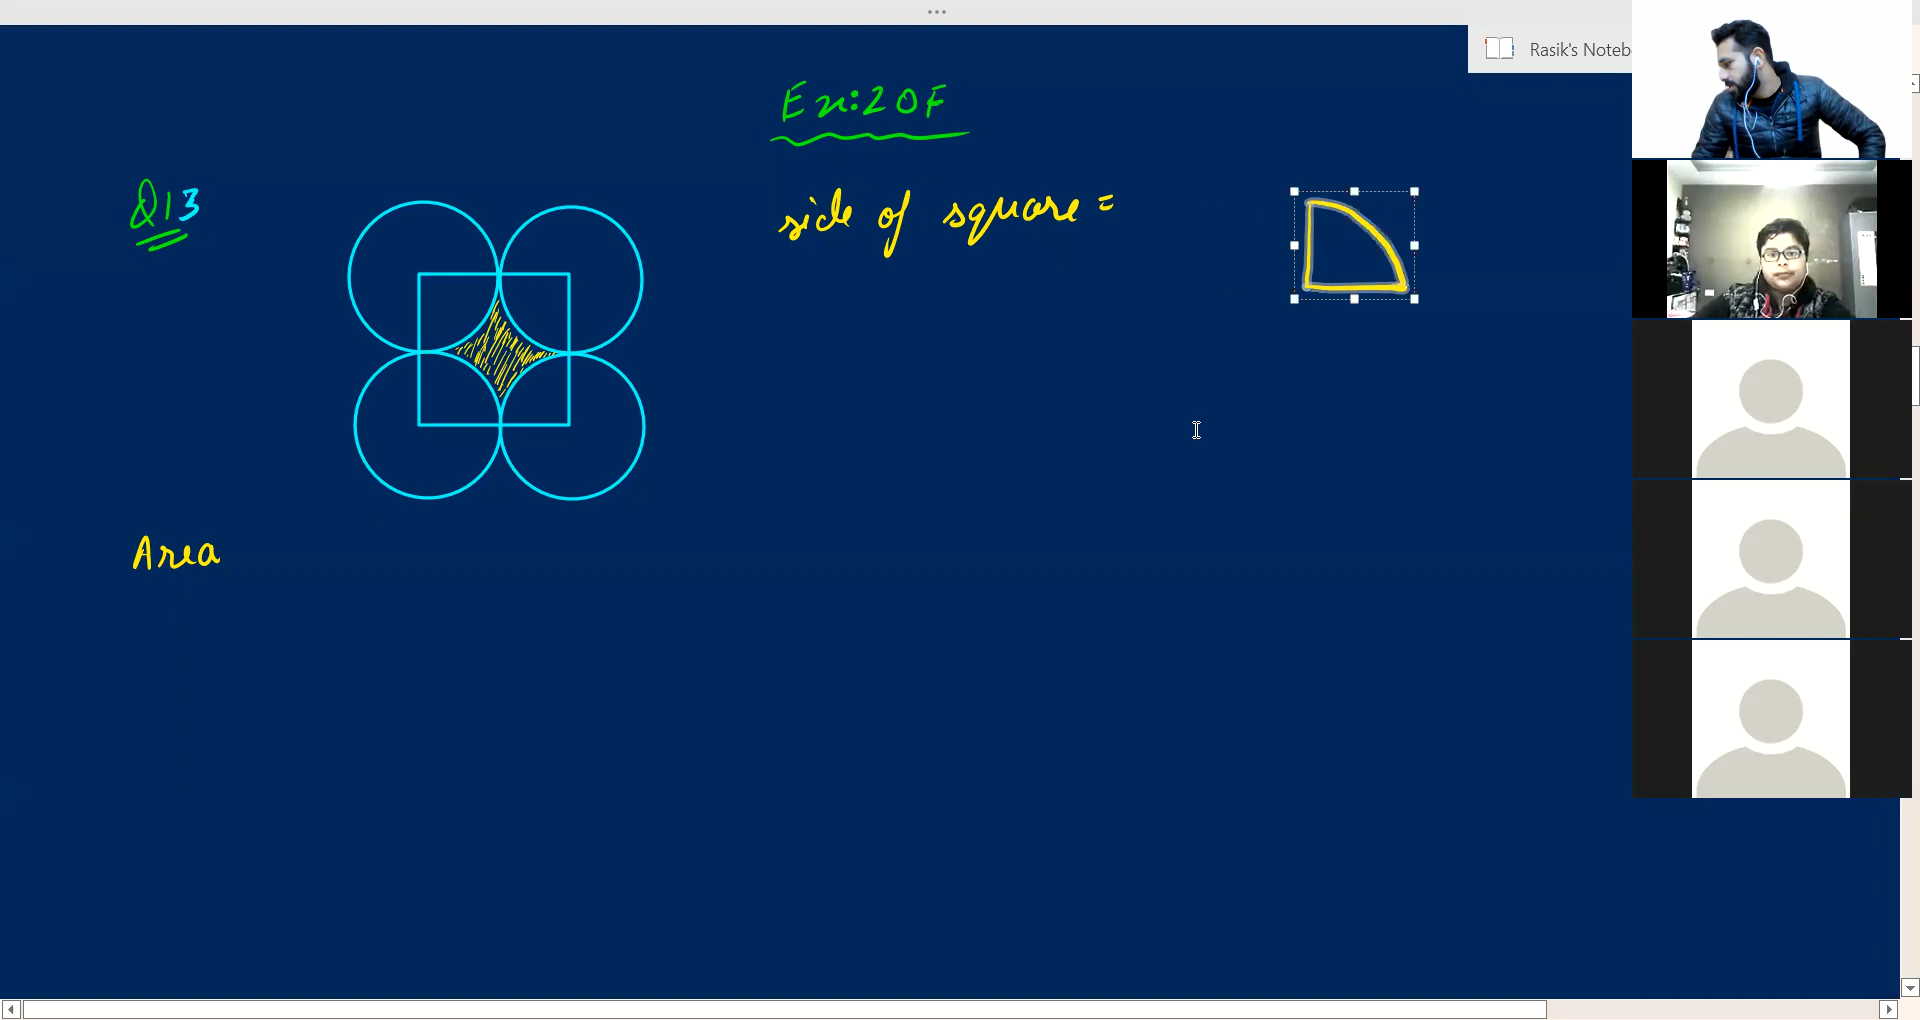 Rasik's Noteb
Ex:20F
Q13
side of square =
Area